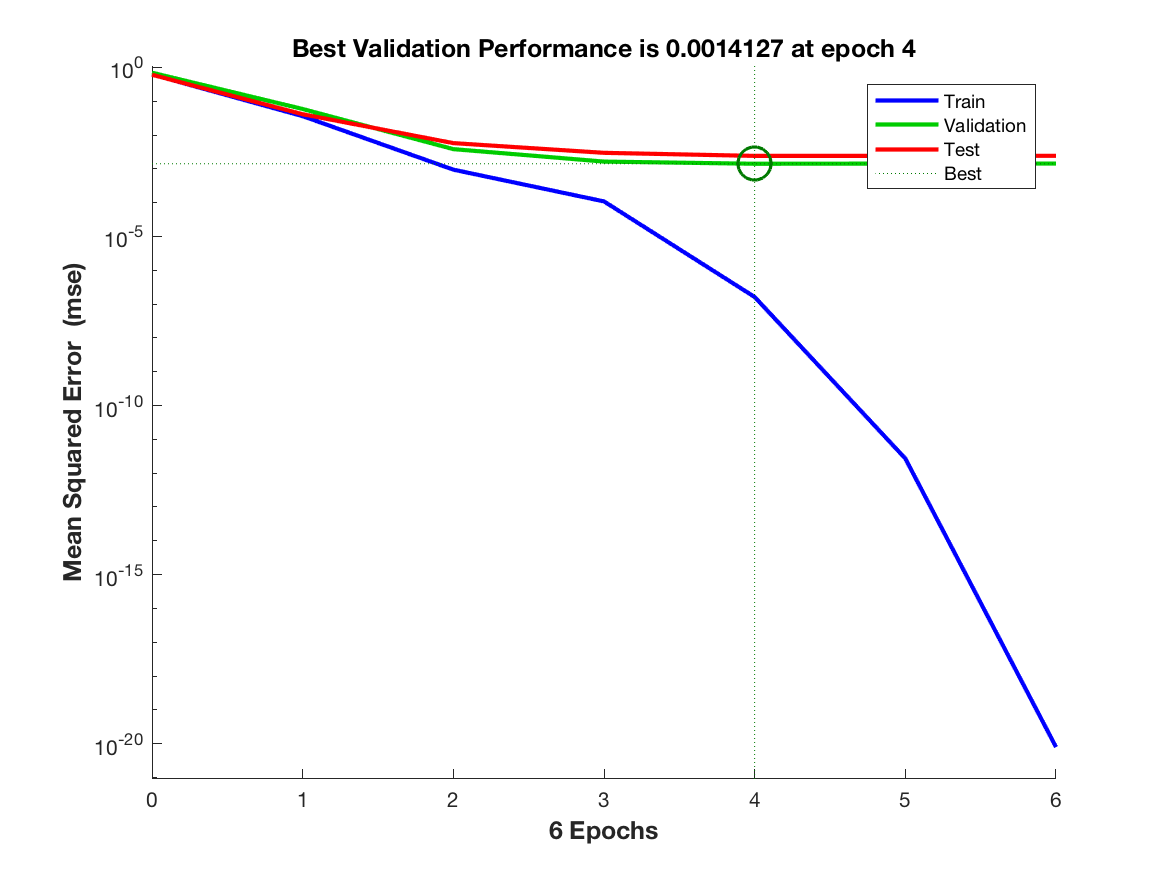 Best Validation Performance is 0.0014127 at epoch 4
Mean Squared Error (mse)
10^0
10^-5
10^-10
10^-15
10^-20
Train
Validation
Test
Best
0 1 2 3 4 5 6
6 Epochs